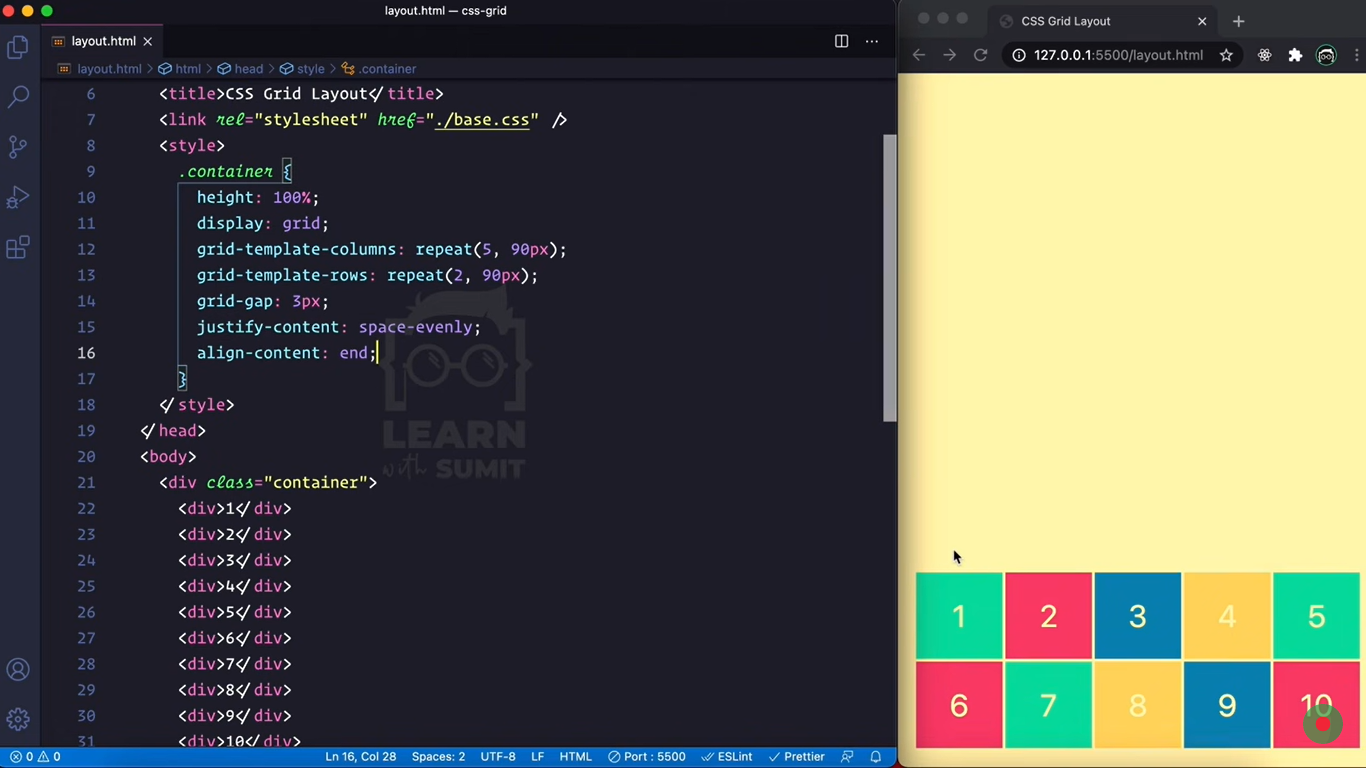 layout.html — css-grid
layout.html
layout.html > html > head > style > .container
6 <title>CSS Grid Layout</title>
7 <link rel="stylesheet" href="./base.css" />
8 <style>
9 .container {
10 height: 100%;
11 display: grid;
12 grid-template-columns: repeat(5, 90px);
13 grid-template-rows: repeat(2, 90px);
14 grid-gap: 3px;
15 justify-content: space-evenly;
16 align-content: end;
17 }
18 </style>
19 </head>
20 <body>
21 <div class="container">
22 <div>1</div>
23 <div>2</div>
24 <div>3</div>
25 <div>4</div>
26 <div>5</div>
27 <div>6</div>
28 <div>7</div>
29 <div>8</div>
30 <div>9</div>
31 <div>10</div>
LEARN
with SUMIT
0 0 Ln 16, Col 28 Spaces: 2 UTF-8 LF HTML Port : 5500 ESLint Prettier
CSS Grid Layout
127.0.0.1:5500/layout.html
1 2 3 4 5
6 7 8 9 10